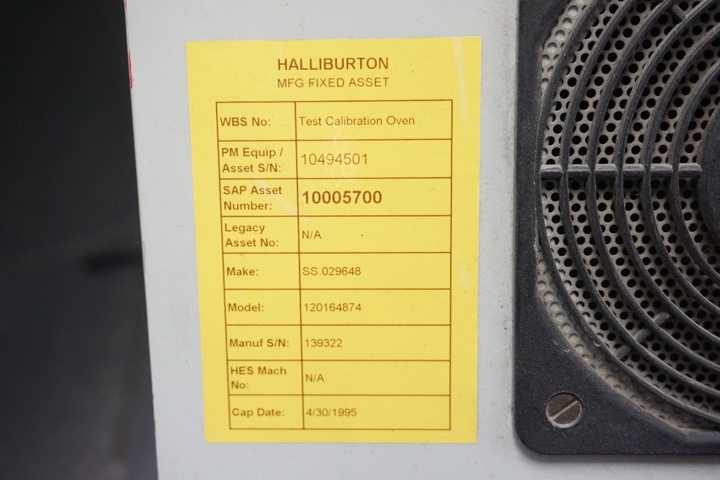 HALLIBURTON
MFG FIXED ASSET
WBS No: Test Calibration Oven
PM Equip /
Asset S/N: 10494501
SAP Asset
Number: 10005700
Legacy
Asset No: N/A
Make: SS.029648
Model: 120164874
Manuf S/N: 139322
HES Mach
No: N/A
Cap Date: 4/30/1995